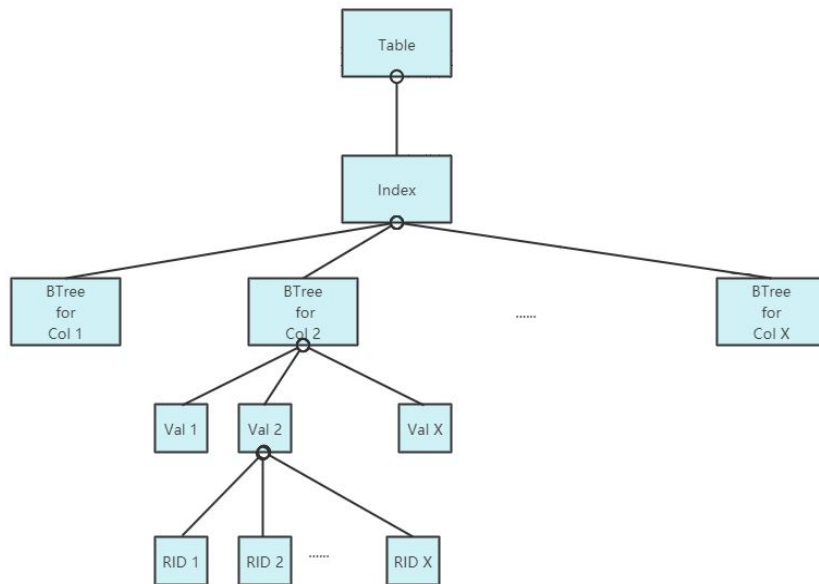 Table
Index
BTree
for
Col 1
BTree
for
Col 2
......
BTree
for
Col X
Val 1
Val 2
Val X
RID 1
RID 2
......
RID X